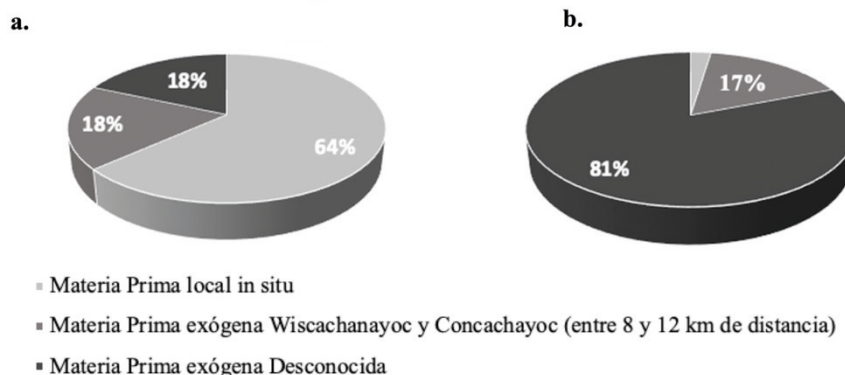 a.
b.
18%
18%
64%
17%
81%
Materia Prima local in situ
Materia Prima exógena Wiscachanayoc y Concachayoc (entre 8 y 12 km de distancia)
Materia Prima exógena Desconocida